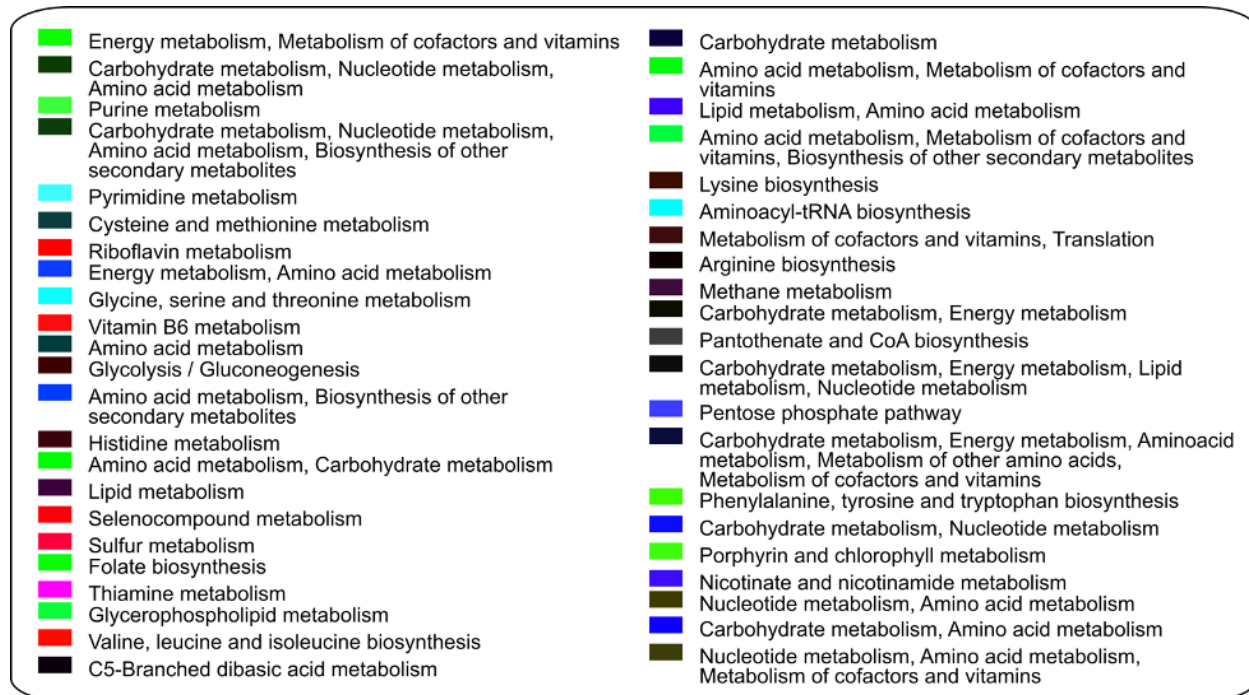 Energy metabolism, Metabolism of cofactors and vitamins
Carbohydrate metabolism, Nucleotide metabolism,
Amino acid metabolism
Purine metabolism
Carbohydrate metabolism, Nucleotide metabolism,
Amino acid metabolism, Biosynthesis of other
secondary metabolites
Pyrimidine metabolism
Cysteine and methionine metabolism
Riboflavin metabolism
Energy metabolism, Amino acid metabolism
Glycine, serine and threonine metabolism
Vitamin B6 metabolism
Amino acid metabolism
Glycolysis / Gluconeogenesis
Amino acid metabolism, Biosynthesis of other
secondary metabolites
Histidine metabolism
Amino acid metabolism, Carbohydrate metabolism
Lipid metabolism
Selenocompound metabolism
Sulfur metabolism
Folate biosynthesis
Thiamine metabolism
Glycerophospholipid metabolism
Valine, leucine and isoleucine biosynthesis
C5-Branched dibasic acid metabolism
Carbohydrate metabolism
Amino acid metabolism, Metabolism of cofactors and
vitamins
Lipid metabolism, Amino acid metabolism
Amino acid metabolism, Metabolism of cofactors and
vitamins, Biosynthesis of other secondary metabolites
Lysine biosynthesis
Aminoacyl-tRNA biosynthesis
Metabolism of cofactors and vitamins, Translation
Arginine biosynthesis
Methane metabolism
Carbohydrate metabolism, Energy metabolism
Pantothenate and CoA biosynthesis
Carbohydrate metabolism, Energy metabolism, Lipid
metabolism, Nucleotide metabolism
Pentose phosphate pathway
Carbohydrate metabolism, Energy metabolism, Aminoacid
metabolism, Metabolism of other amino acids,
Metabolism of cofactors and vitamins
Phenylalanine, tyrosine and tryptophan biosynthesis
Carbohydrate metabolism, Nucleotide metabolism
Porphyrin and chlorophyll metabolism
Nicotinate and nicotinamide metabolism
Nucleotide metabolism, Amino acid metabolism
Carbohydrate metabolism, Amino acid metabolism
Nucleotide metabolism, Amino acid metabolism,
Metabolism of cofactors and vitamins